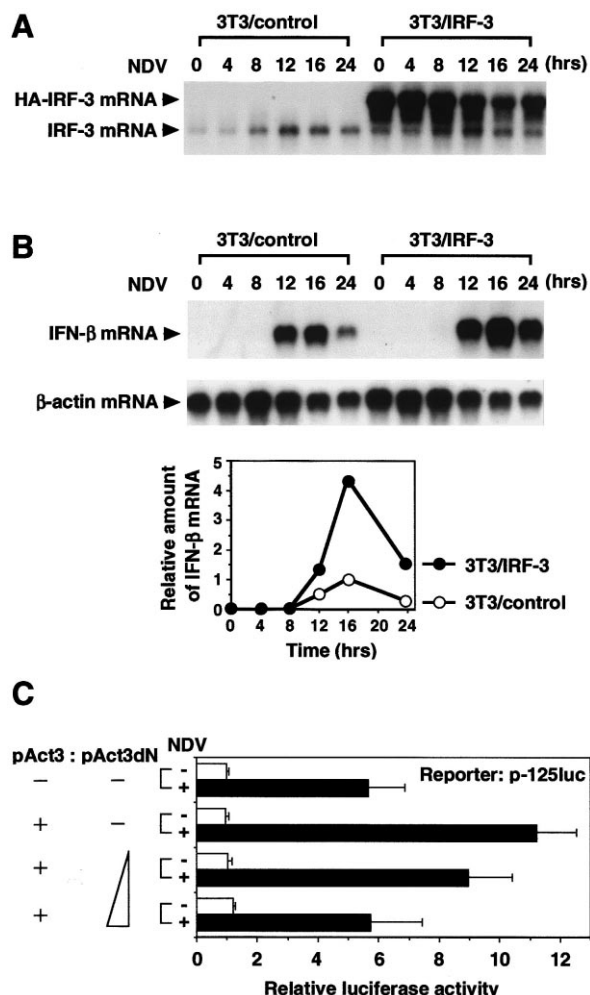 A
3T3/control 3T3/IRF-3
NDV 0 4 8 12 16 24 0 4 8 12 16 24 (hrs)
HA-IRF-3 mRNA
IRF-3 mRNA
B
3T3/control 3T3/IRF-3
NDV 0 4 8 12 16 24 0 4 8 12 16 24 (hrs)
IFN-β mRNA
β-actin mRNA
Relative amount
of IFN-β mRNA
5
4
3
2
1
0
0 4 8 12 16 20 24
Time (hrs)
3T3/IRF-3
3T3/control
C
pAct3 : pAct3dN NDV
Reporter: p-125luc
− − -
+
+ − -
+
+ -
+
+ -
+
0 2 4 6 8 10 12
Relative luciferase activity